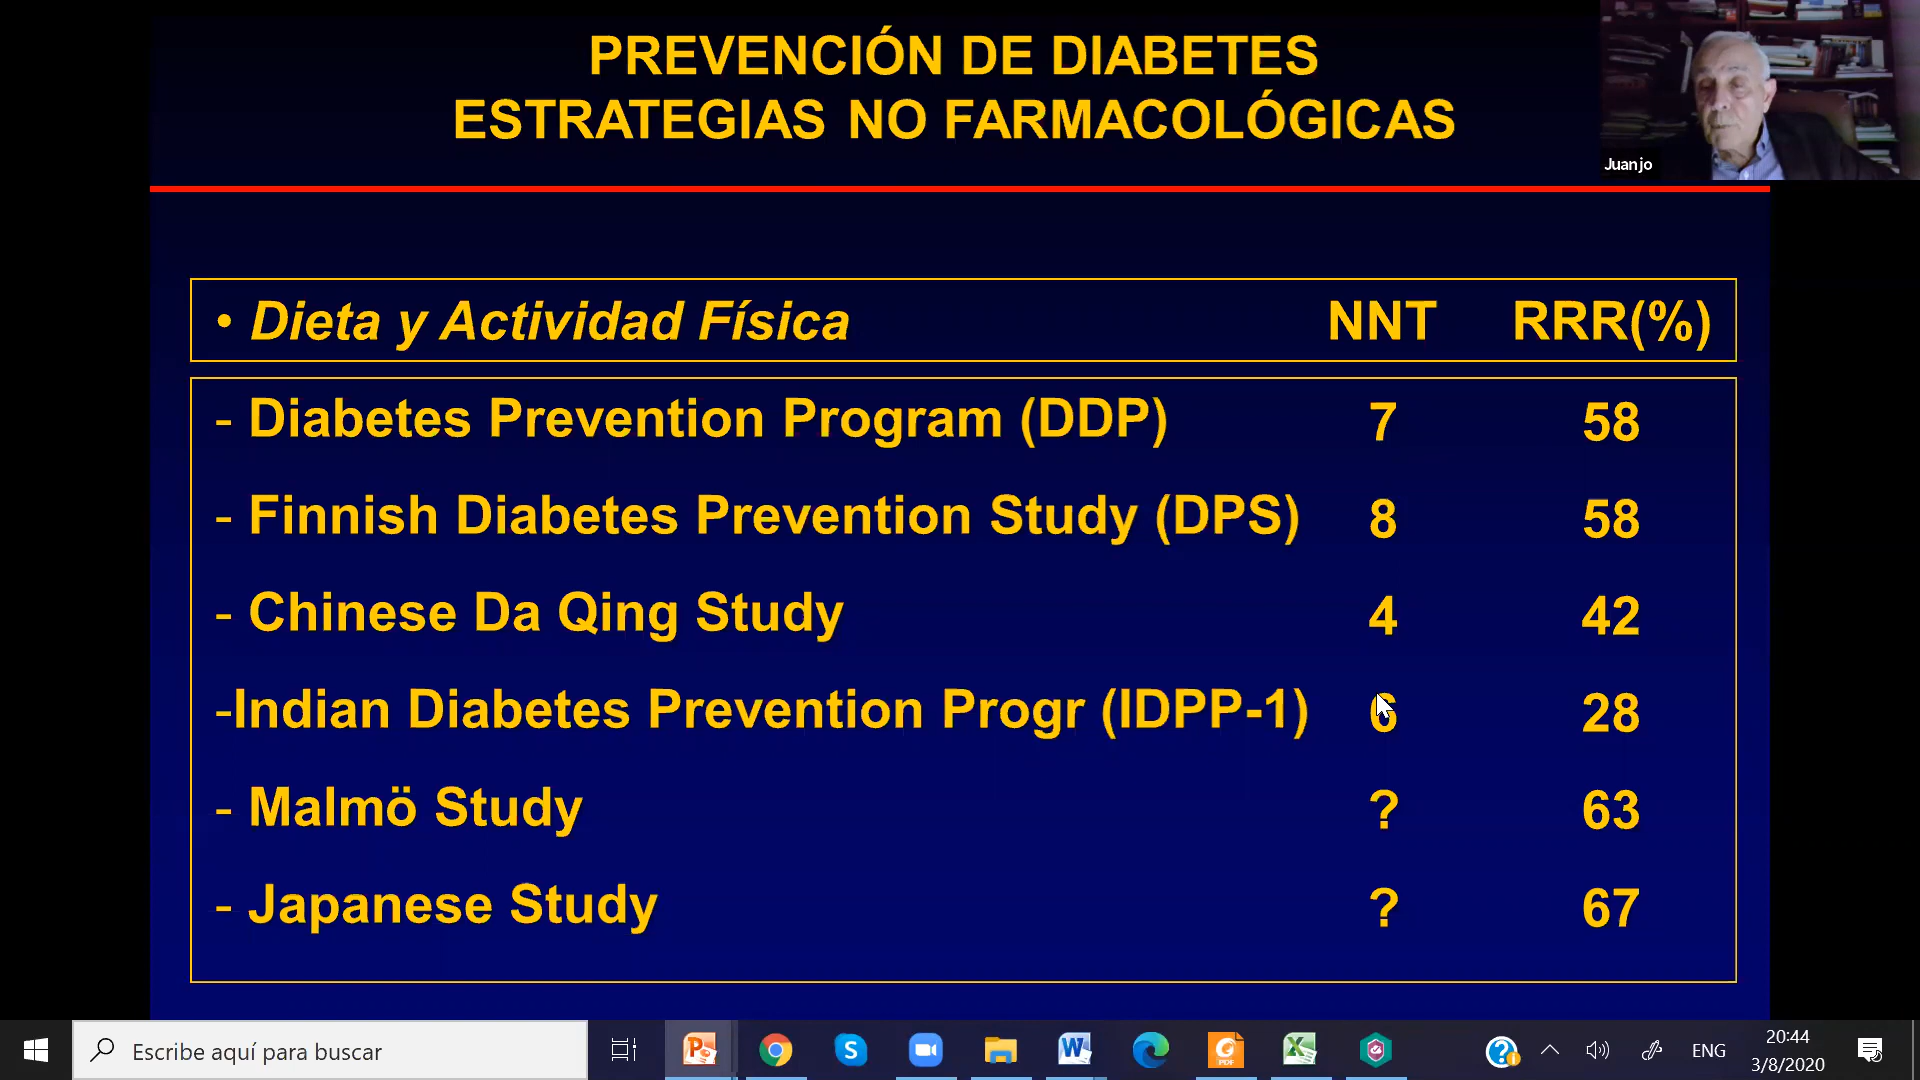 PREVENCIÓN DE DIABETES
ESTRATEGIAS NO FARMACOLÓGICAS
Juanjo
• Dieta y Actividad Física NNT RRR(%)
- Diabetes Prevention Program (DDP) 7 58
- Finnish Diabetes Prevention Study (DPS) 8 58
- Chinese Da Qing Study 4 42
-Indian Diabetes Prevention Progr (IDPP-1) 6 28
- Malmö Study ? 63
- Japanese Study ? 67
Escribe aquí para buscar
ENG
20:44
3/8/2020